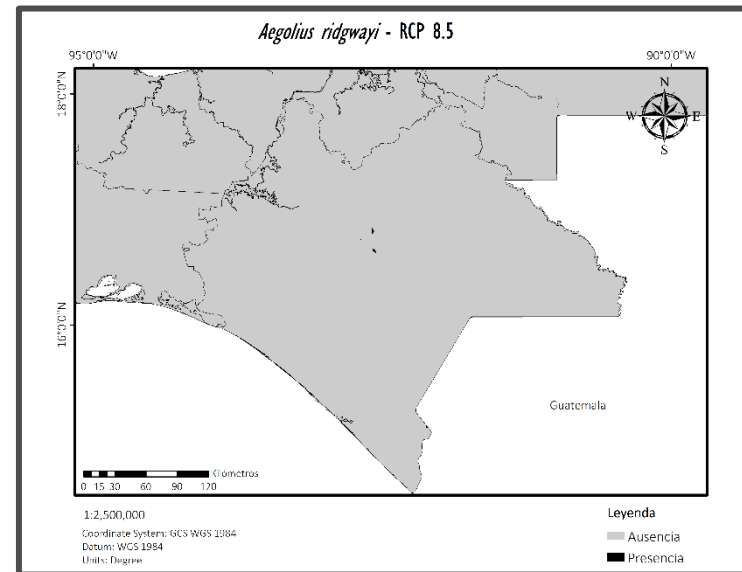 Aegolius ridgwayi - RCP 8.5
95°0'0"W
90°0'0"W
18°0'0"N
N
W
E
S
16°0'0"N
Guatemala
Kilómetros
0 15 30 60 90 120
1:2,500,000
Coordinate System: GCS WGS 1984
Datum: WGS 1984
Units: Degree
Leyenda
Ausencia
Presencia